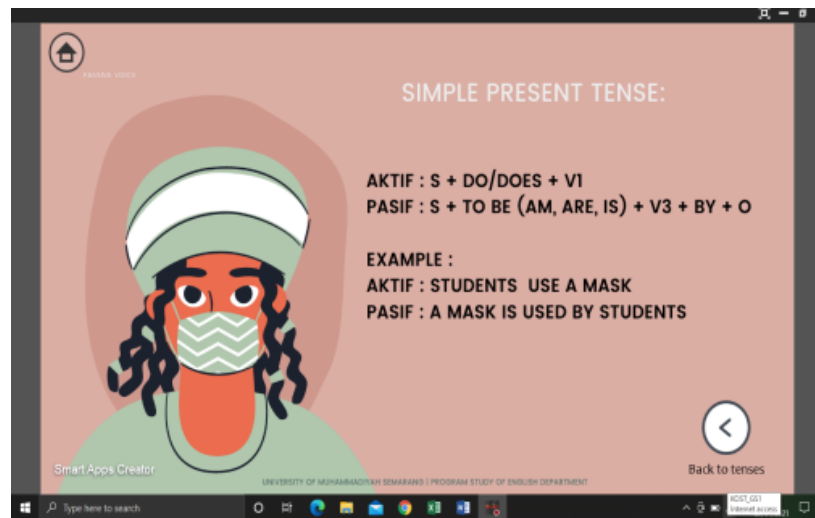 PASSIVE VOICE
SIMPLE PRESENT TENSE:
AKTIF : S + DO/DOES + V1
PASIF : S + TO BE (AM, ARE, IS) + V3 + BY + O
EXAMPLE :
AKTIF : STUDENTS USE A MASK
PASIF : A MASK IS USED BY STUDENTS
Back to tenses
Smart Apps Creator
UNIVERSITY OF MUHAMMADIYAH SEMARANG | PROGRAM STUDY OF ENGLISH DEPARTMENT
Type here to search
Internet access